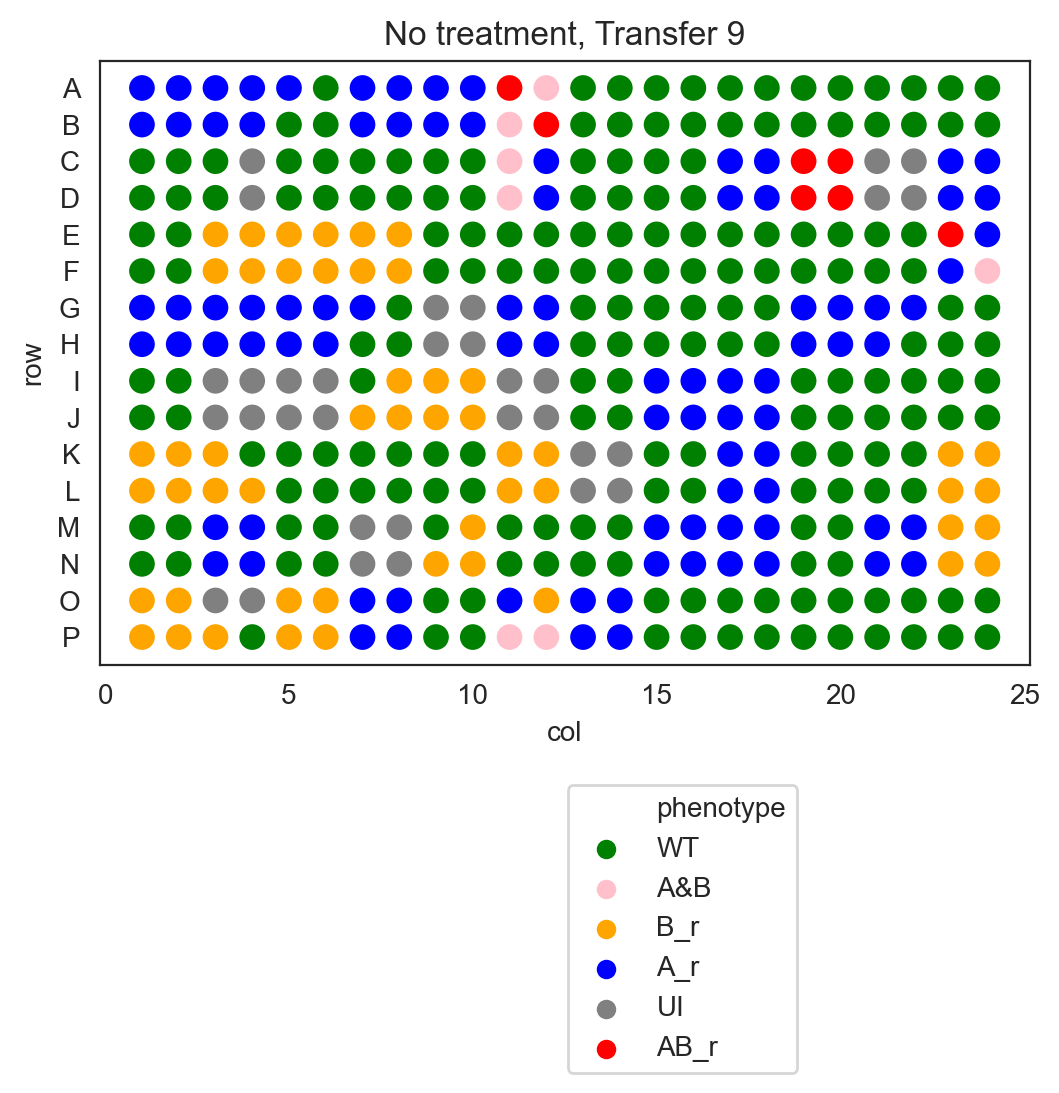 No treatment, Transfer 9
A
B
C
D
E
F
G
H
I
J
K
L
M
N
O
P
row
0 5 10 15 20 25
col
phenotype
WT
A&B
B_r
A_r
UI
AB_r